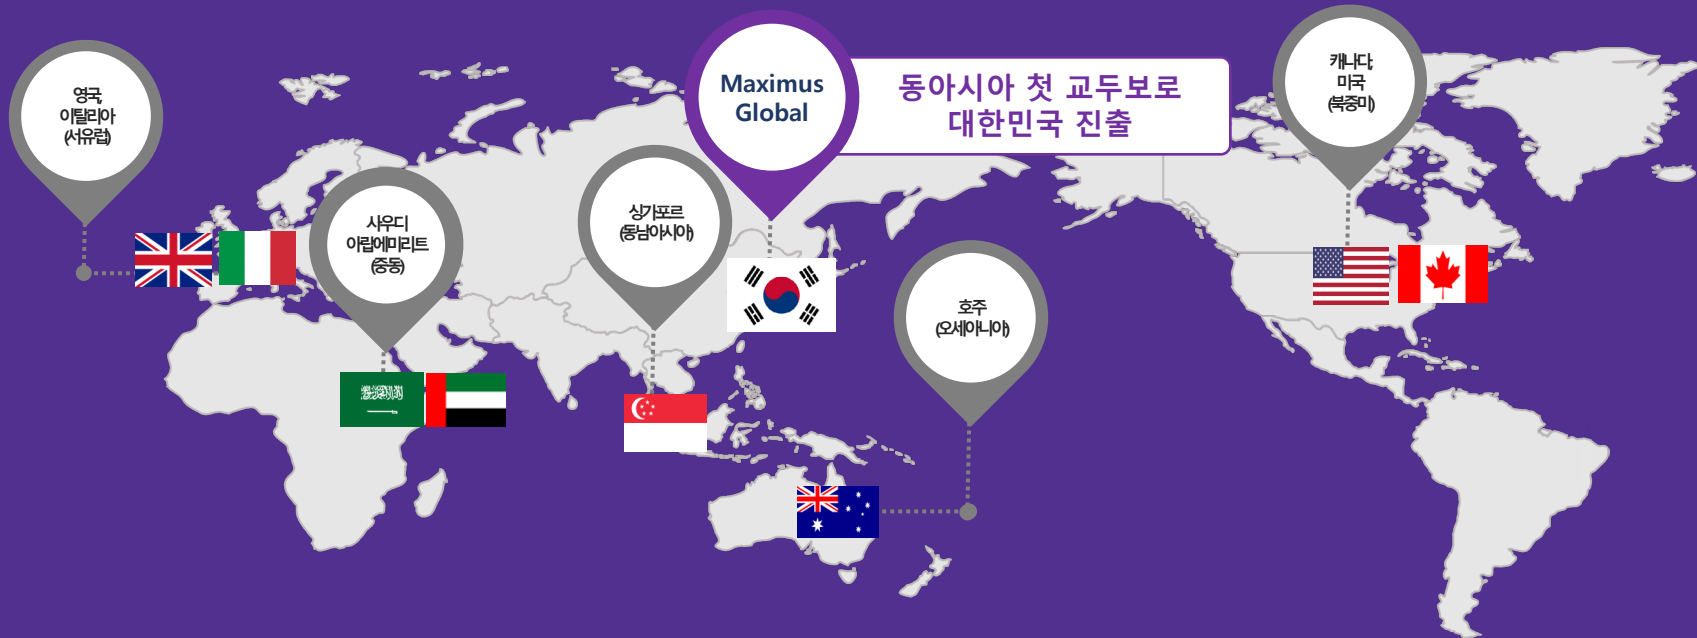 영국,
이탈리아
(서유럽)
사우디
아랍에미리트
(중동)
싱가포르
(동남아시아)
Maximus
Global
동아시아 첫 교두보로
대한민국 진출
호주
(오세아니아)
캐나다,
미국
(북중미)